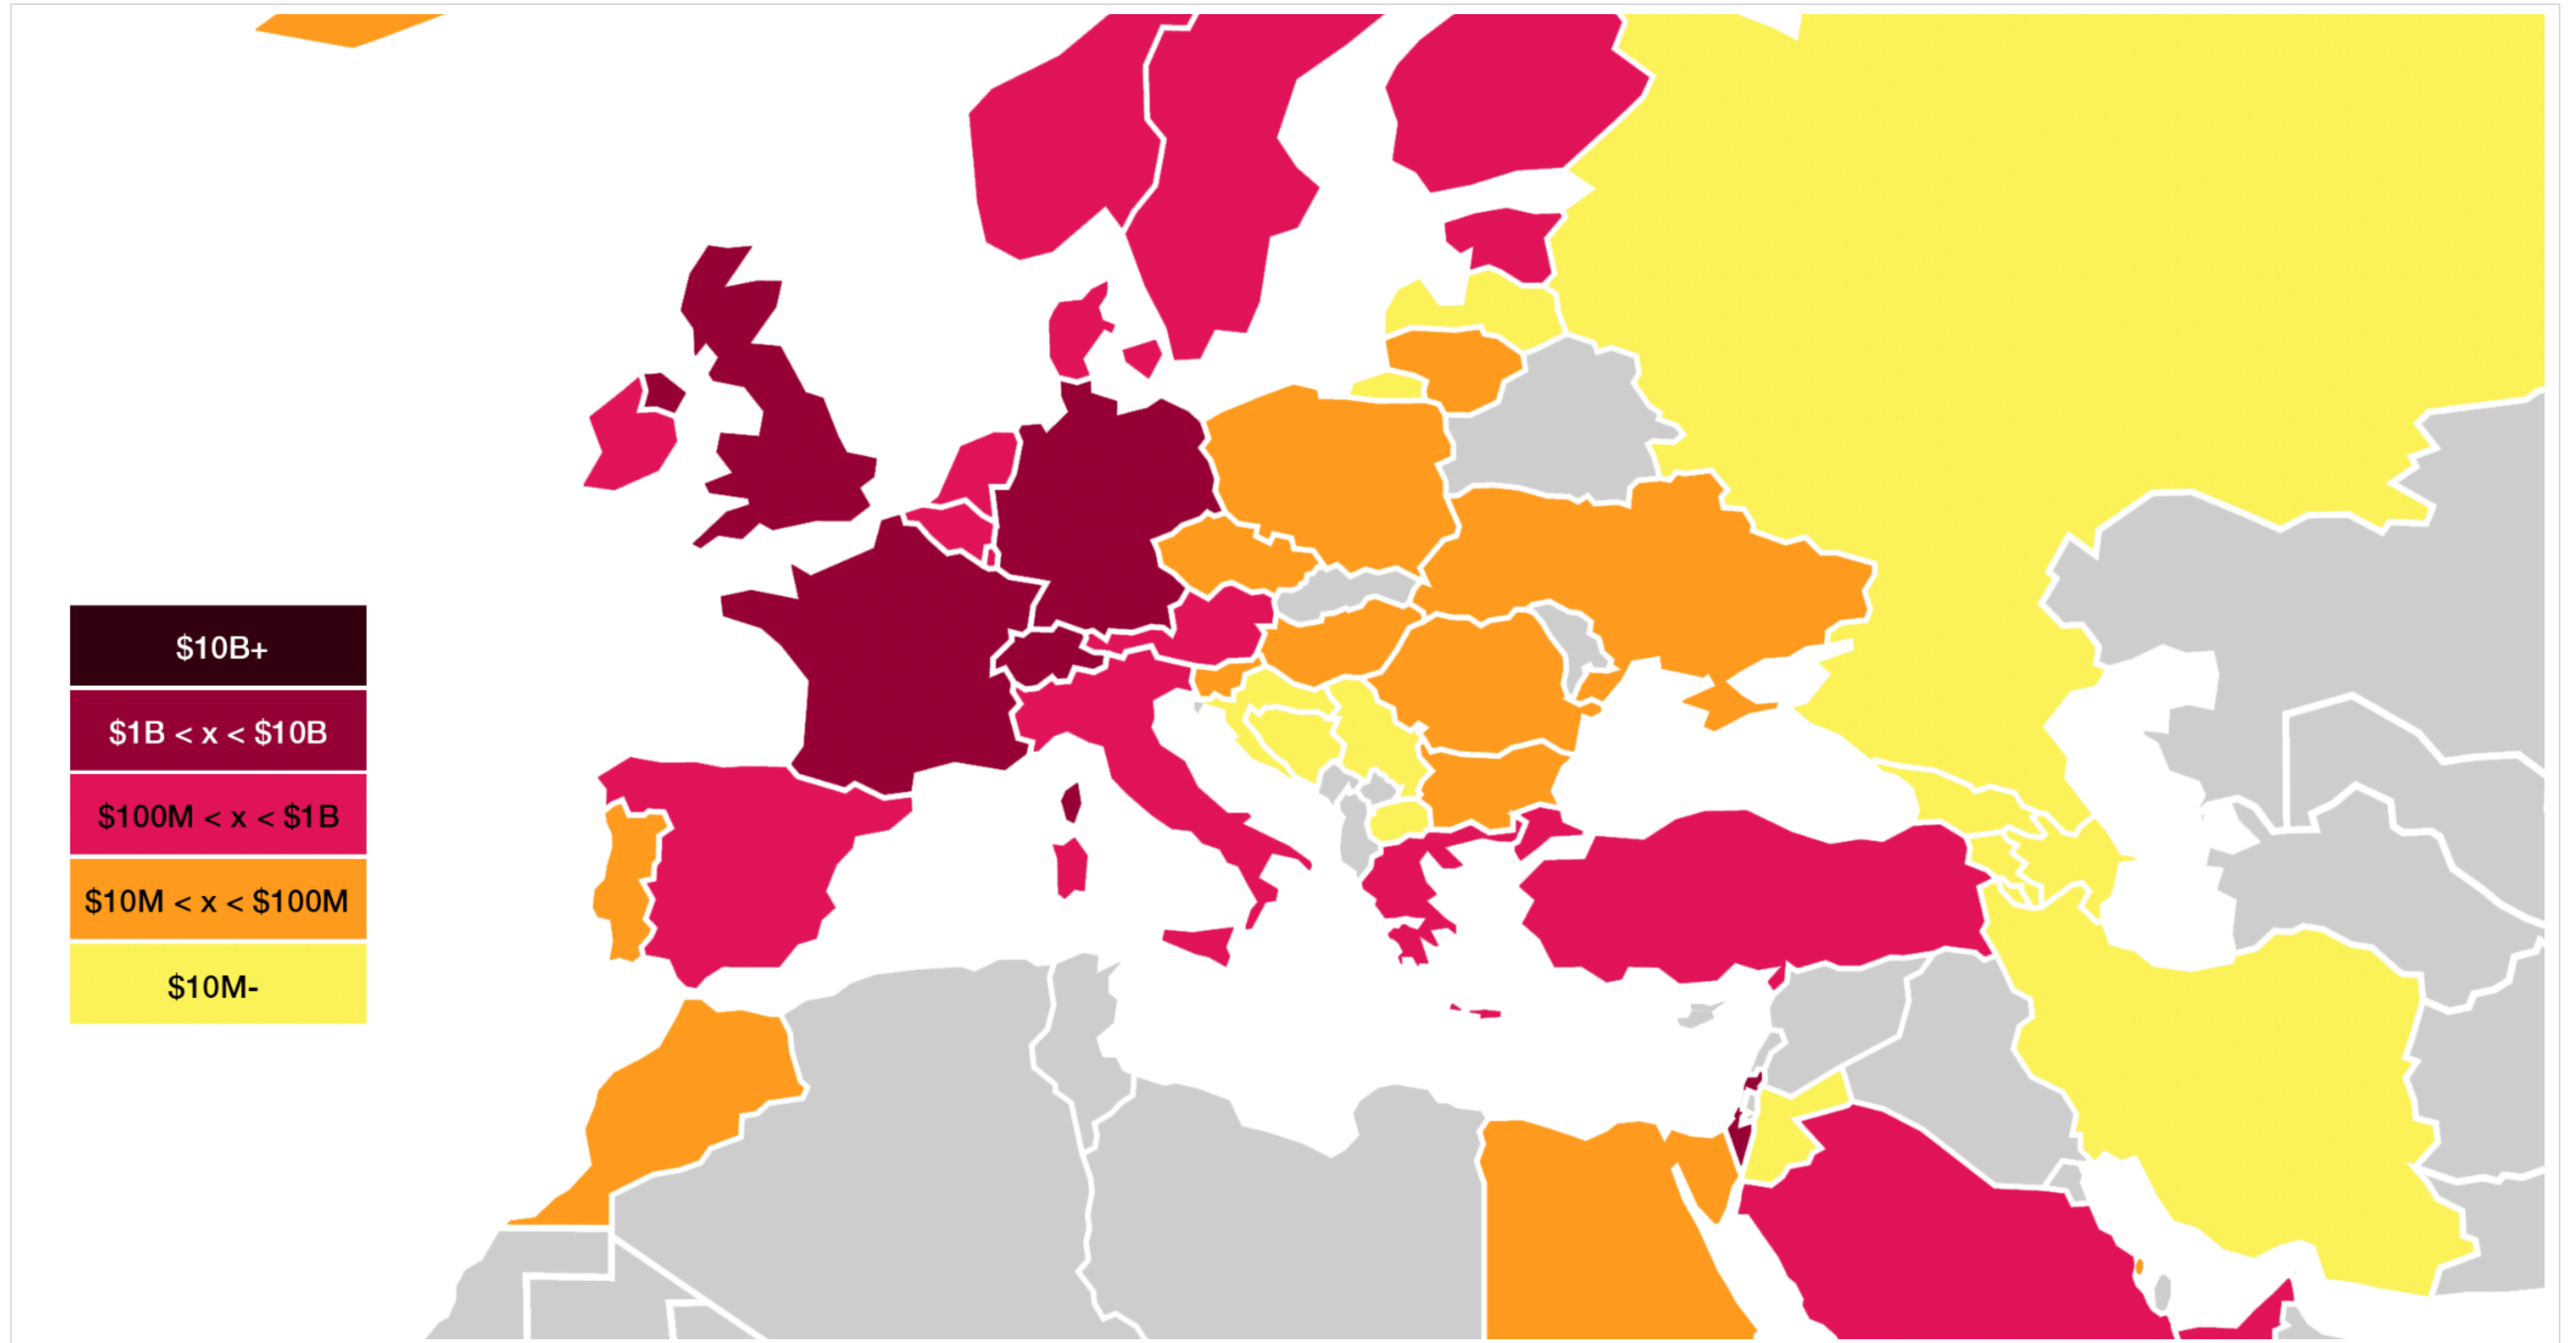 $10B+
$1B < x < $10B
$100M < x < $1B
$10M < x < $100M
$10M-